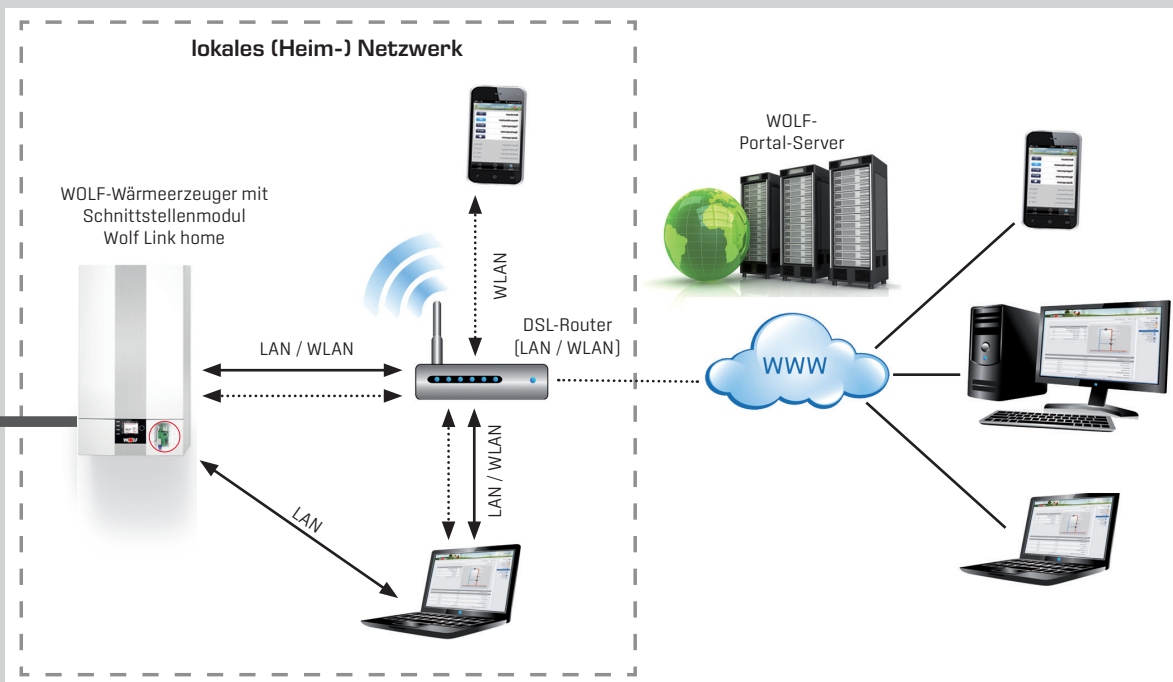 lokales (Heim-) Netzwerk
WOLF-
Portal-Server
WOLF-Wärmeerzeuger mit
Schnittstellenmodul
Wolf Link home
WLAN
DSL-Router
(LAN / WLAN)
LAN / WLAN
WWW
WOLF
LAN / WLAN
LAN